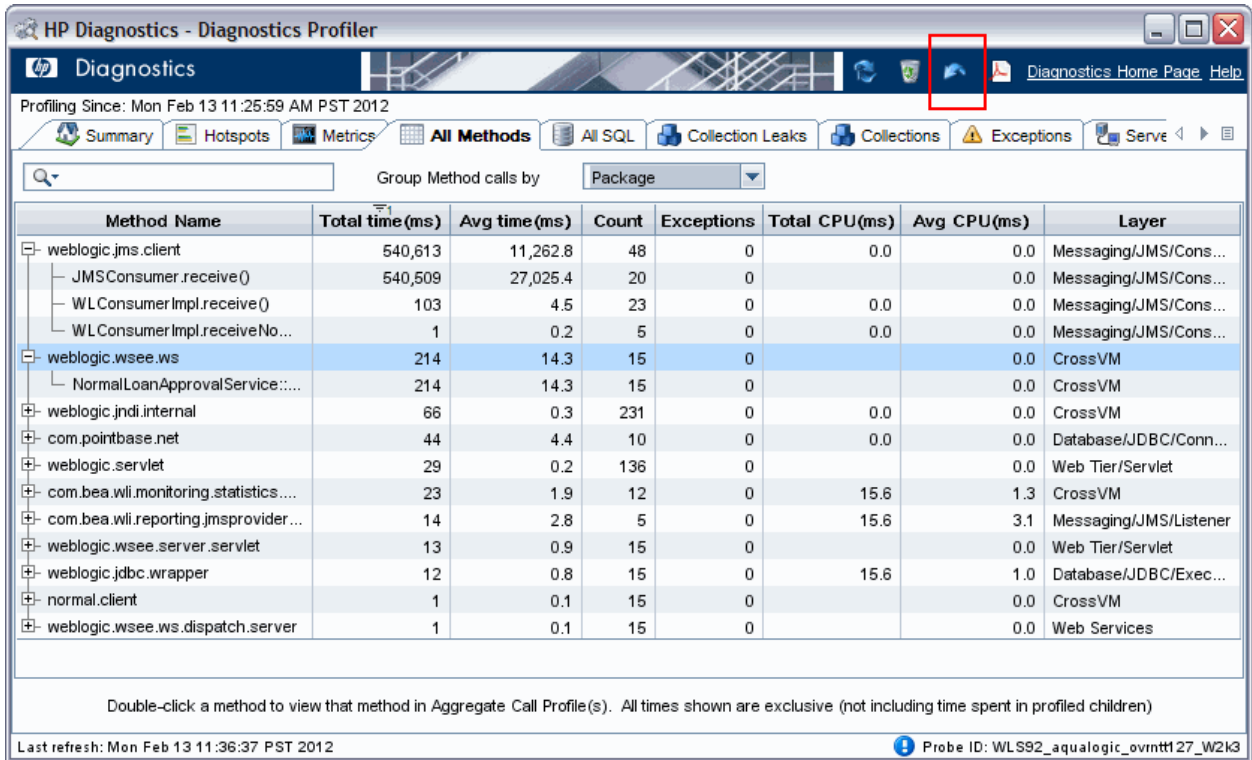 HP Diagnostics - Diagnostics Profiler
hp Diagnostics Diagnostics Home Page Help
Profiling Since: Mon Feb 13 11:25:59 AM PST 2012
Summary Hotspots Metrics All Methods All SQL Collection Leaks Collections Exceptions Serve
Group Method calls by Package
Method Name Total time(ms) Avg time(ms) Count Exceptions Total CPU(ms) Avg CPU(ms) Layer
weblogic.jms.client 540,613 11,262.8 48 0 0.0 0.0 Messaging/JMS/Cons...
JMSConsumer.receive() 540,509 27,025.4 20 0 0.0 Messaging/JMS/Cons...
WLConsumerImpl.receive() 103 4.5 23 0 0.0 0.0 Messaging/JMS/Cons...
WLConsumerImpl.receiveNo... 1 0.2 5 0 0.0 0.0 Messaging/JMS/Cons...
weblogic.wsee.ws 214 14.3 15 0 0.0 CrossVM
NormalLoanApprovalService::... 214 14.3 15 0 0.0 CrossVM
weblogic.jndi.internal 66 0.3 231 0 0.0 0.0 CrossVM
com.pointbase.net 44 4.4 10 0 0.0 0.0 Database/JDBC/Conn...
weblogic.servlet 29 0.2 136 0 0.0 Web Tier/Servlet
com.bea.wli.monitoring.statistics.... 23 1.9 12 0 15.6 1.3 CrossVM
com.bea.wli.reporting.jmsprovider... 14 2.8 5 0 15.6 3.1 Messaging/JMS/Listener
weblogic.wsee.server.servlet 13 0.9 15 0 0.0 Web Tier/Servlet
weblogic.jdbc.wrapper 12 0.8 15 0 15.6 1.0 Database/JDBC/Exec...
normal.client 1 0.1 15 0 0.0 CrossVM
weblogic.wsee.ws.dispatch.server 1 0.1 15 0 0.0 Web Services
Double-click a method to view that method in Aggregate Call Profile(s). All times shown are exclusive (not including time spent in profiled children)
Last refresh: Mon Feb 13 11:36:37 PST 2012 Probe ID: WLS92_aqualogic_ovrntt127_W2k3